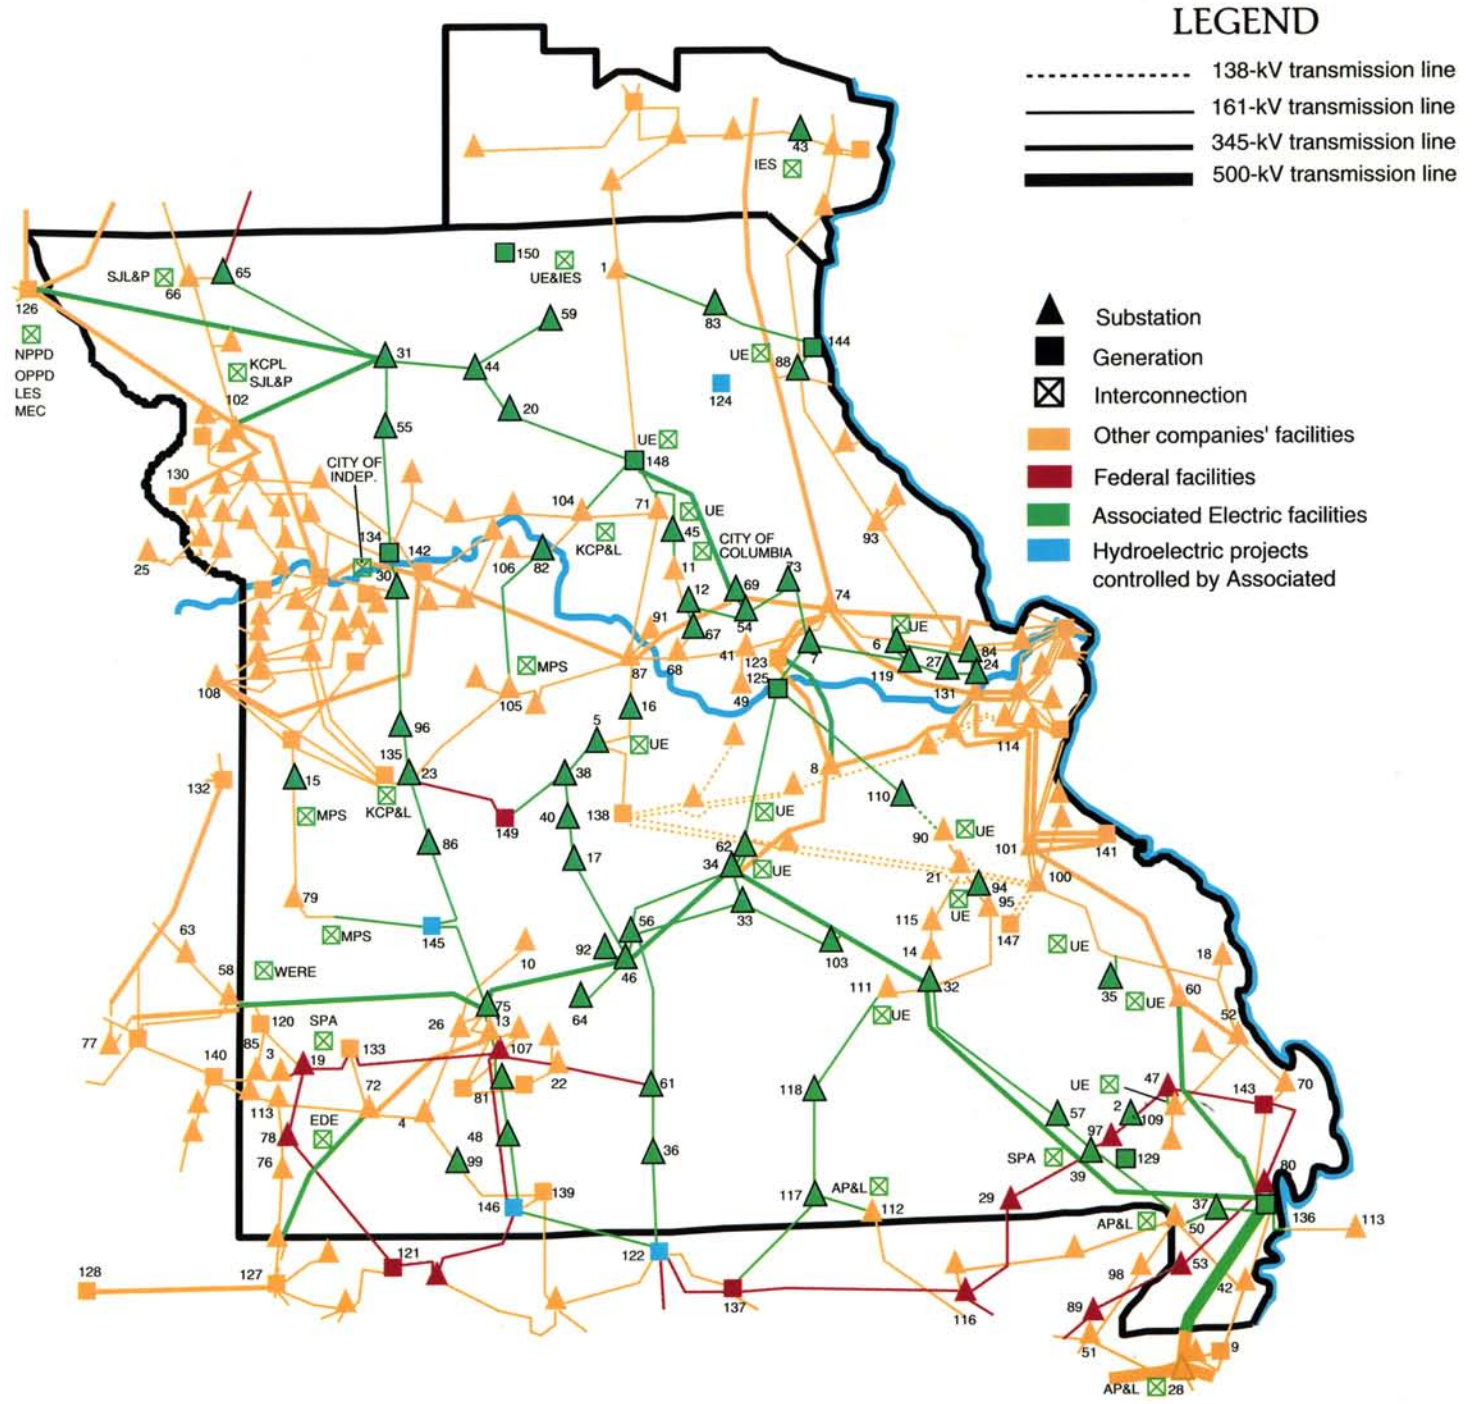 LEGEND
138-kV transmission line
161-kV transmission line
345-kV transmission line
500-kV transmission line
Substation
Generation
Interconnection
Other companies' facilities
Federal facilities
Associated Electric facilities
Hydroelectric projects
controlled by Associated
43
IES
150
UE&IES
SJL&P
66
65
1
126
59
83
NPPD
OPPD
LES
MEC
31
44
UE
144
88
KCPL
SJL&P
124
102
20
55
UE
148
CITY OF
INDEP.
130
104
71
UE
45
93
134
142
KCP&L
CITY OF
COLUMBIA
25
30
106
82
11
73
69
12
74
54
91
67
UE
6
84
41
7
27
24
MPS
87
68
123
119
125
131
108
49
105
16
96
5
UE
114
135
23
38
8
132
15
110
MPS
KCP&L
149
40
138
UE
UE
90
86
62
101
141
17
34
UE
21
94
100
79
95
UE
33
115
56
147
MPS
145
63
92
14
UE
103
18
10
46
58
WERE
75
111
32
35
60
64
UE
UE
26
13
SPA
120
52
77
85
133
107
3
19
140
22
61
118
UE
47
143
70
72
81
113
4
57
2
109
EDE
78
48
97
36
76
99
SPA
39
129
80
139
117
AP&L
29
146
112
37
136
113
AP&L
50
122
121
53
128
127
98
42
137
116
89
51
9
AP&L
28